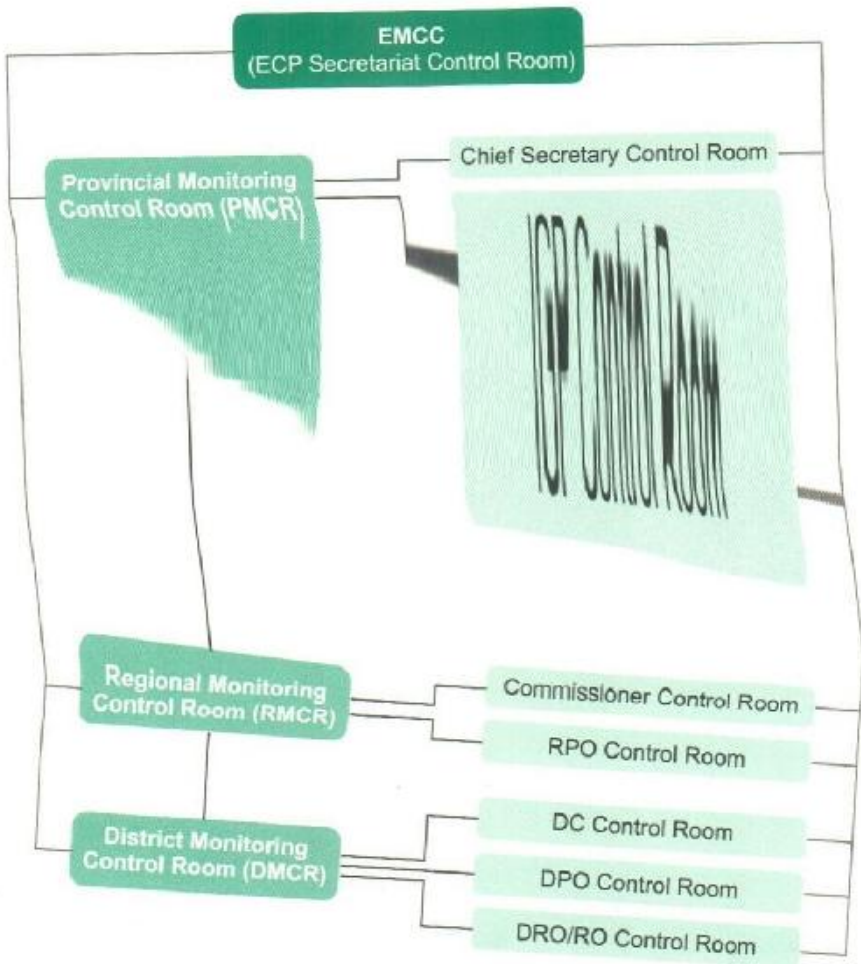 EMCC
(ECP Secretariat Control Room)
Provincial Monitoring
Control Room (PMCR)
Chief Secretary Control Room
IGP Control Room
Regional Monitoring
Control Room (RMCR)
Commissioner Control Room
RPO Control Room
District Monitoring
Control Room (DMCR)
DC Control Room
DPO Control Room
DRO/RO Control Room